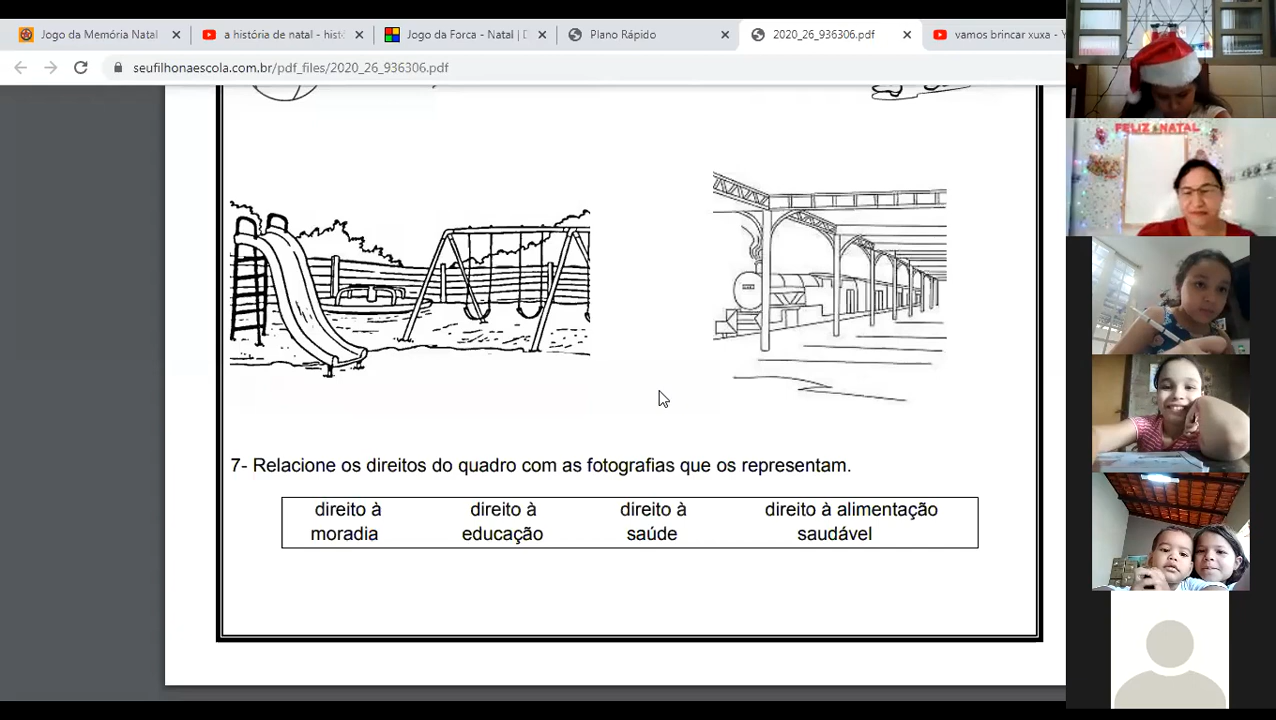 Jogo da Memória Natal
a história de natal - hist
Jogo da
Natal | D
Plano Rápido
2020_26_936306.pdf
vamos brincar xuxa - Y
seufilhonaescola.com.br/pdf_files/2020_26_936306.pdf
FELIZ NATAL
7- Relacione os direitos do quadro com as fotografias que os representam.
direito à direito à direito à direito à alimentação
moradia educação saúde saudável